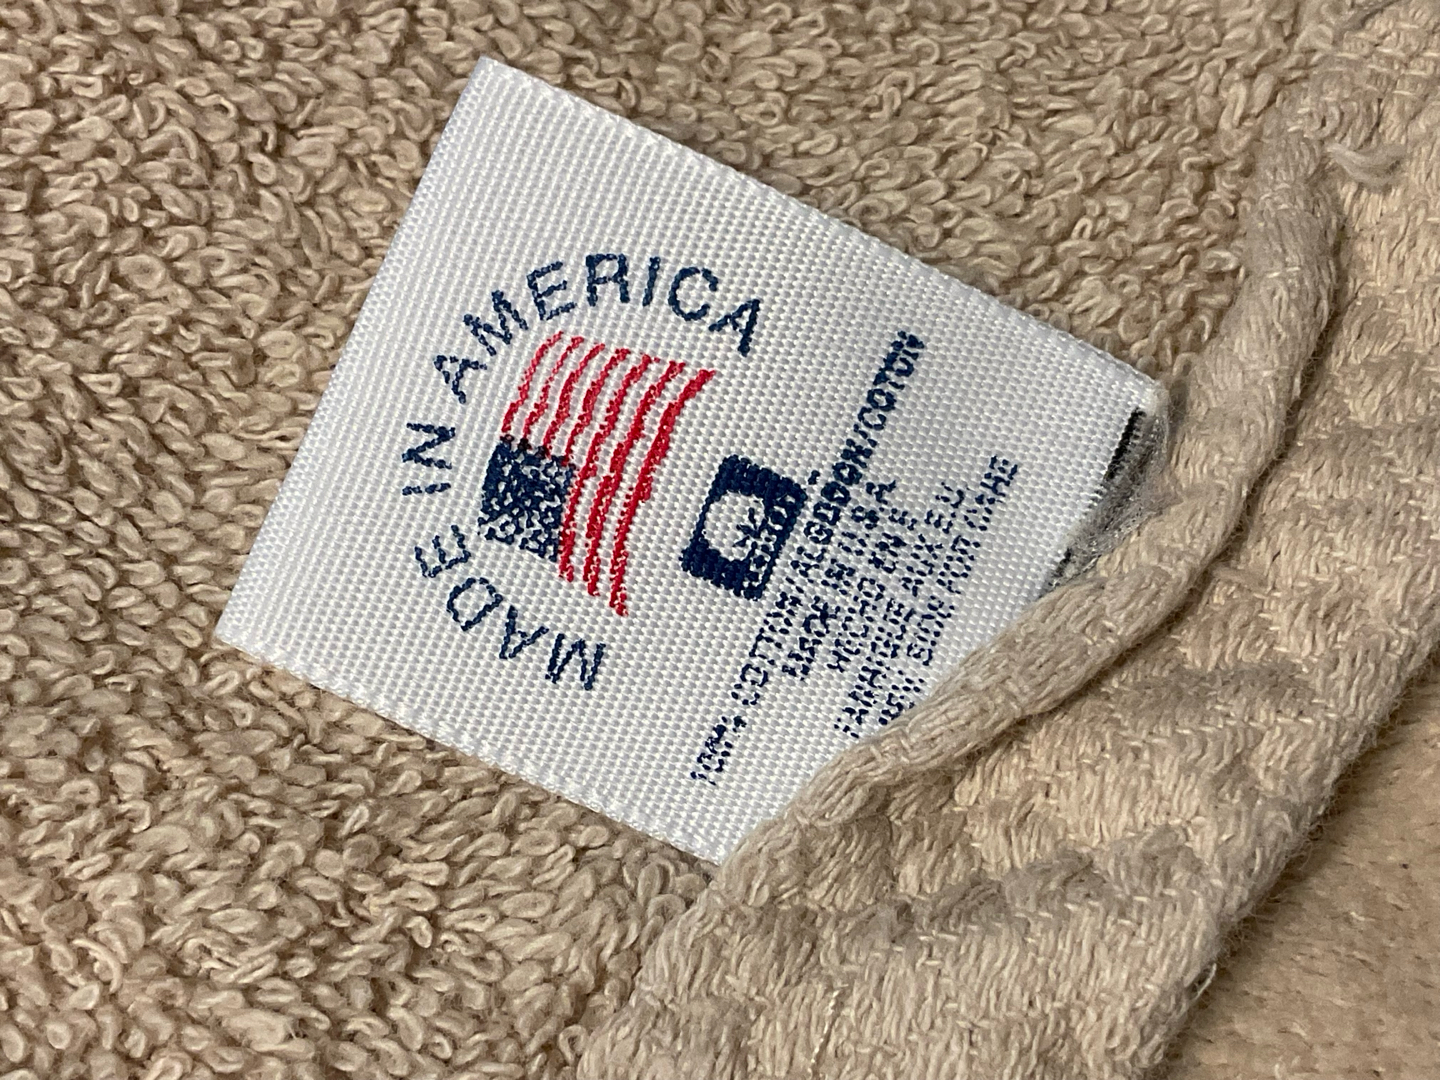 MADE IN AMERICA
100% COTTON/ALGODON/COTON
MADE IN U.S.A.
HECHO EN E.U.
FABRIQUE AUX E.U.